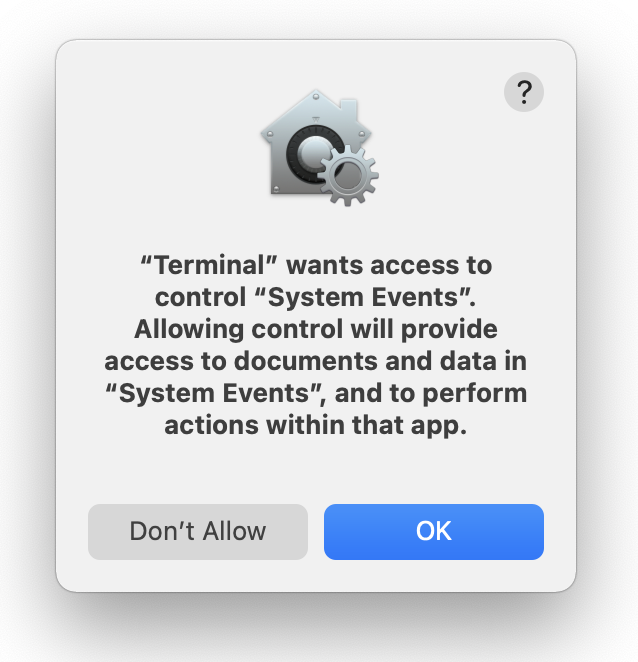 ?
“Terminal” wants access to
control “System Events”.
Allowing control will provide
access to documents and data in
“System Events”, and to perform
actions within that app.
Don’t Allow
OK